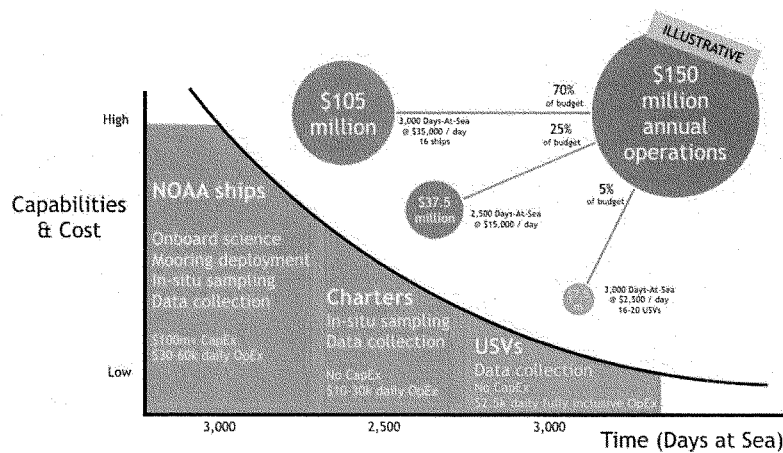 ILLUSTRATIVE
$150
million
annual
operations
$105
million
70%
of budget
3,000 Days-At-Sea
@ $35,000 / day
16 ships
25%
of budget
$37.5
million
2,500 Days-At-Sea
@ $15,000 / day
5%
of budget
3,000 Days-At-Sea
@ $2,500 / day
16-20 USVs
High
Capabilities
& Cost
Low
NOAA ships
Onboard science
Mooring deployment
In-situ sampling
Data collection
$100m+ CapEx
$30-60k daily OpEx
Charters
In-situ sampling
Data collection
No CapEx
$10-30k daily OpEx
USVs
Data collection
No CapEx
daily fully inclusive OpEx
3,000
2,500
3,000
Time (Days at Sea)